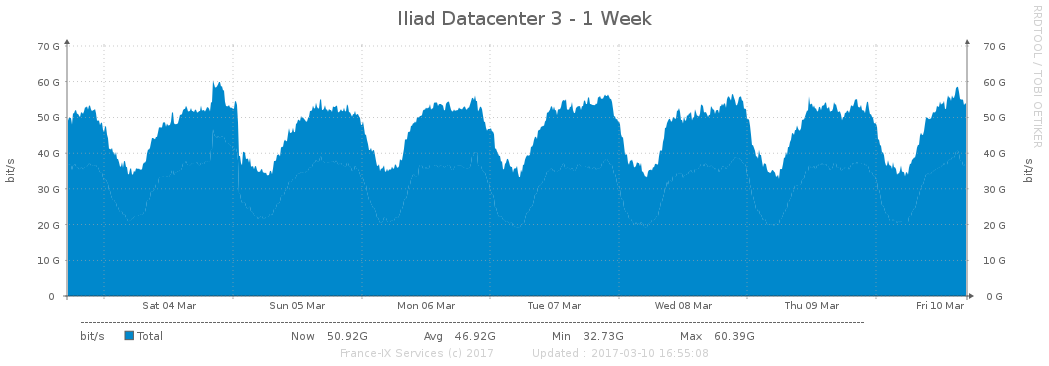 Iliad Datacenter 3 - 1 Week
RRDTOOL / TOBI OETIKER
bit/s
bit/s
70 G 70 G
60 G 60 G
50 G 50 G
40 G 40 G
30 G 30 G
20 G 20 G
10 G 10 G
0 0 G
Sat 04 Mar Sun 05 Mar Mon 06 Mar Tue 07 Mar Wed 08 Mar Thu 09 Mar Fri 10 Mar
bit/s Total Now 50.92G Avg 46.92G Min 32.73G Max 60.39G
France-IX Services (c) 2017 Updated : 2017-03-10 16:55:08